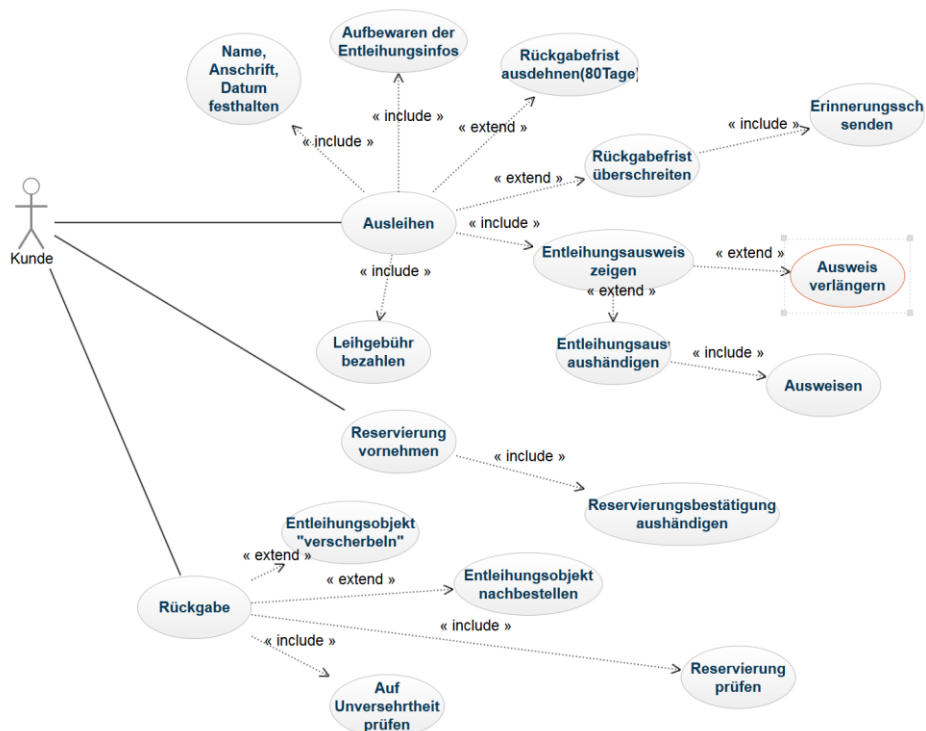 Name,
Anschrift,
Datum
festhalten
Aufbewaren der
Entleihungsinfos
Rückgabefrist
ausdehnen(80Tage)
Erinnerungssch
senden
« include »
« include »
« extend »
« include »
Rückgabefrist
überschreiten
« extend »
Kunde
Ausleihen
« include »
Entleihungsausweis
zeigen
« extend »
Ausweis
verlängern
« include »
« extend »
Leihgebühr
bezahlen
Entleihungsaus
aushändigen
« include »
Ausweisen
Reservierung
vornehmen
« include »
Reservierungsbestätigung
aushändigen
Entleihungsobjekt
"verscherbeln"
« extend »
« extend »
Entleihungsobjekt
nachbestellen
Rückgabe
« include »
« include »
Reservierung
prüfen
Auf
Unversehrtheit
prüfen